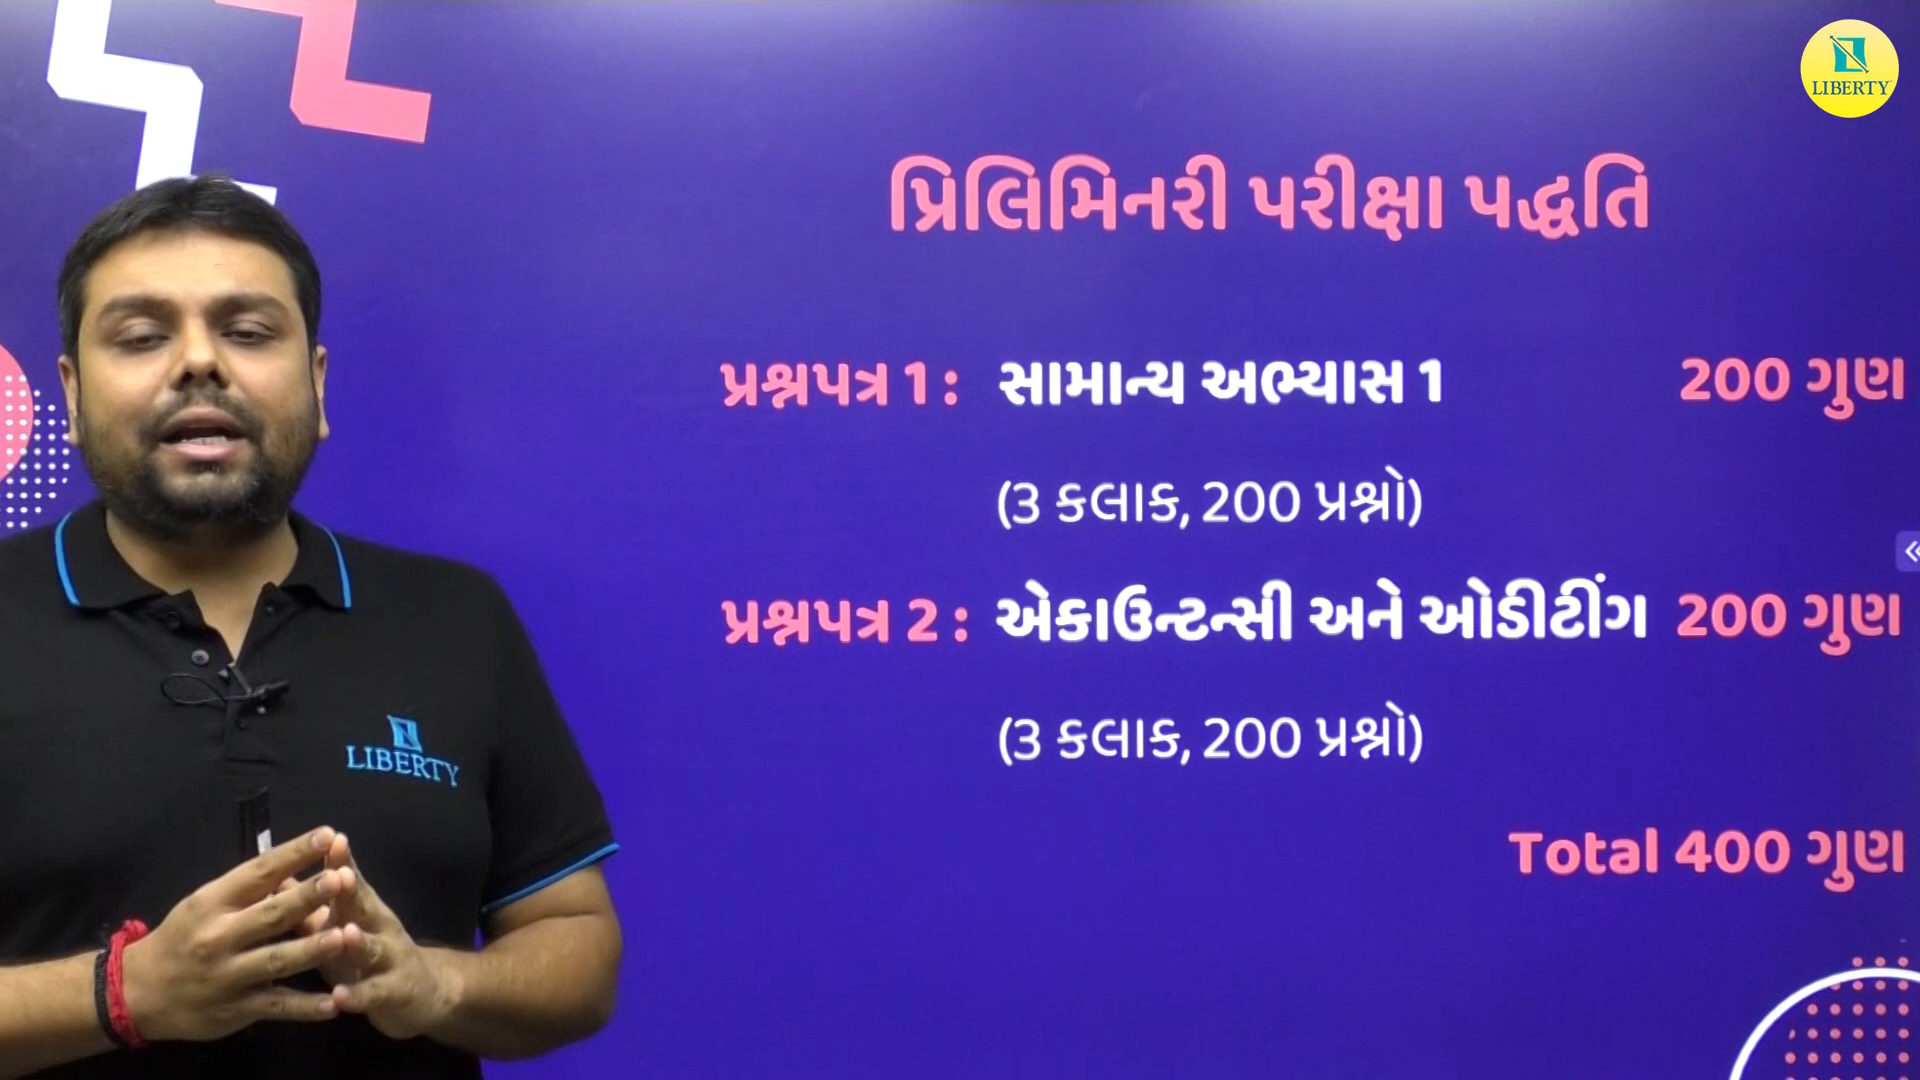 LIBERTY
પ્રિલિમિનરી પરીક્ષા પદ્ધતિ
પ્રશ્નપત્ર 1 : સામાન્ય અભ્યાસ 1 200 ગુણ
(3 કલાક, 200 પ્રશ્નો)
પ્રશ્નપત્ર 2 : એકાઉન્ટન્સી અને ઓડીટીંગ 200 ગુણ
(3 કલાક, 200 પ્રશ્નો)
Total 400 ગુણ
LIBERTY